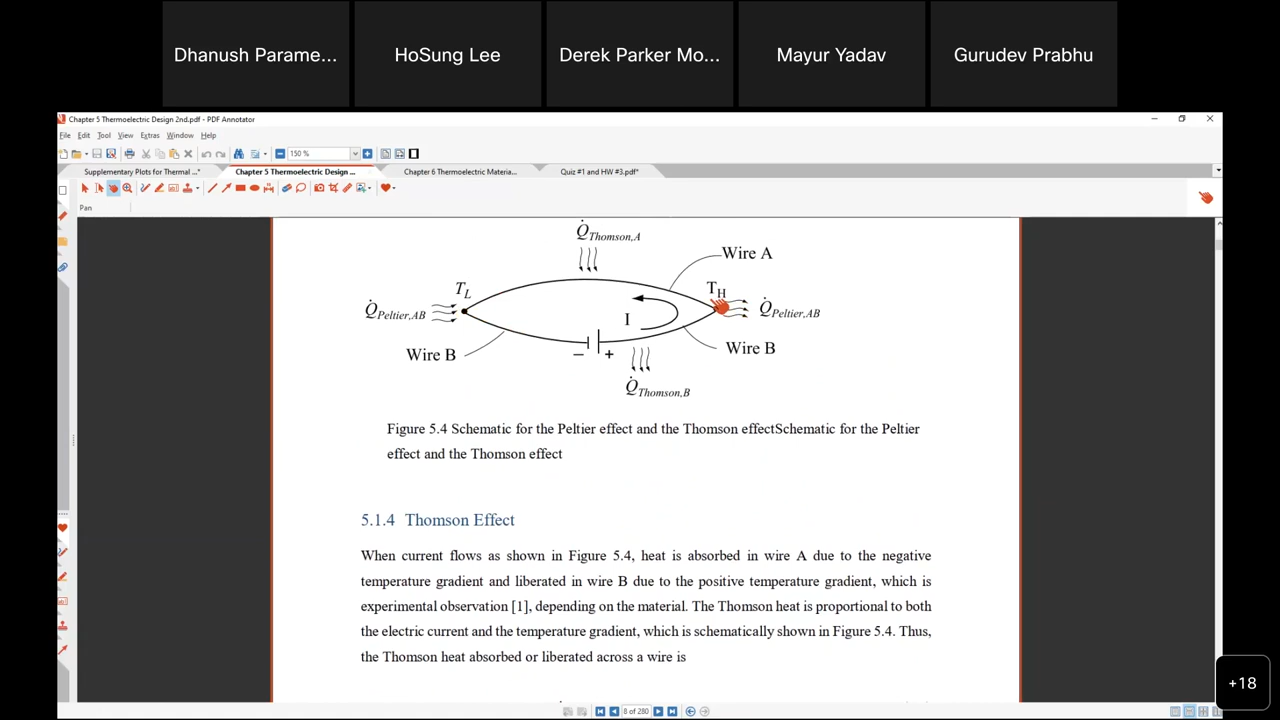 Dhanush Parame...
HoSung Lee
Derek Parker Mo...
Mayur Yadav
Gurudev Prabhu
Chapter 5 Thermoelectric Design 2nd.pdf - PDF Annotator
File Edit Tool View Extras Window Help
150 %
Supplementary Plots for Thermal ...*
Chapter 5 Thermoelectric Design ...
Chapter 6 Thermoelectric Materia...
Quiz #1 and HW #3.pdf*
Pan
Q̇Thomson,A
Wire A
TL
TH
Q̇Peltier,AB
I
Q̇Peltier,AB
Wire B
− +
Wire B
Q̇Thomson,B
Figure 5.4 Schematic for the Peltier effect and the Thomson effectSchematic for the Peltier
effect and the Thomson effect
5.1.4 Thomson Effect
When current flows as shown in Figure 5.4, heat is absorbed in wire A due to the negative
temperature gradient and liberated in wire B due to the positive temperature gradient, which is
experimental observation [1], depending on the material. The Thomson heat is proportional to both
the electric current and the temperature gradient, which is schematically shown in Figure 5.4. Thus,
the Thomson heat absorbed or liberated across a wire is
8 of 280
+18